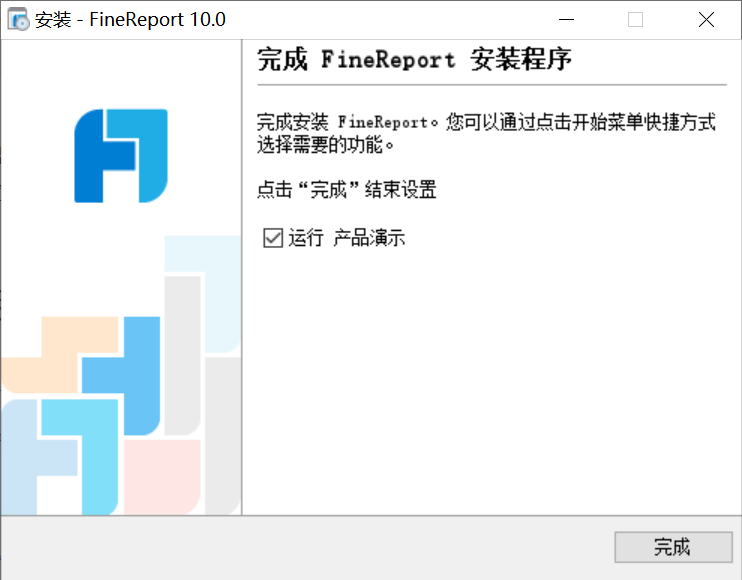 安装 - FineReport 10.0
完成 FineReport 安装程序
完成安装 FineReport。您可以通过点击开始菜单快捷方式
选择需要的功能。
点击“完成”结束设置
运行 产品演示
完成